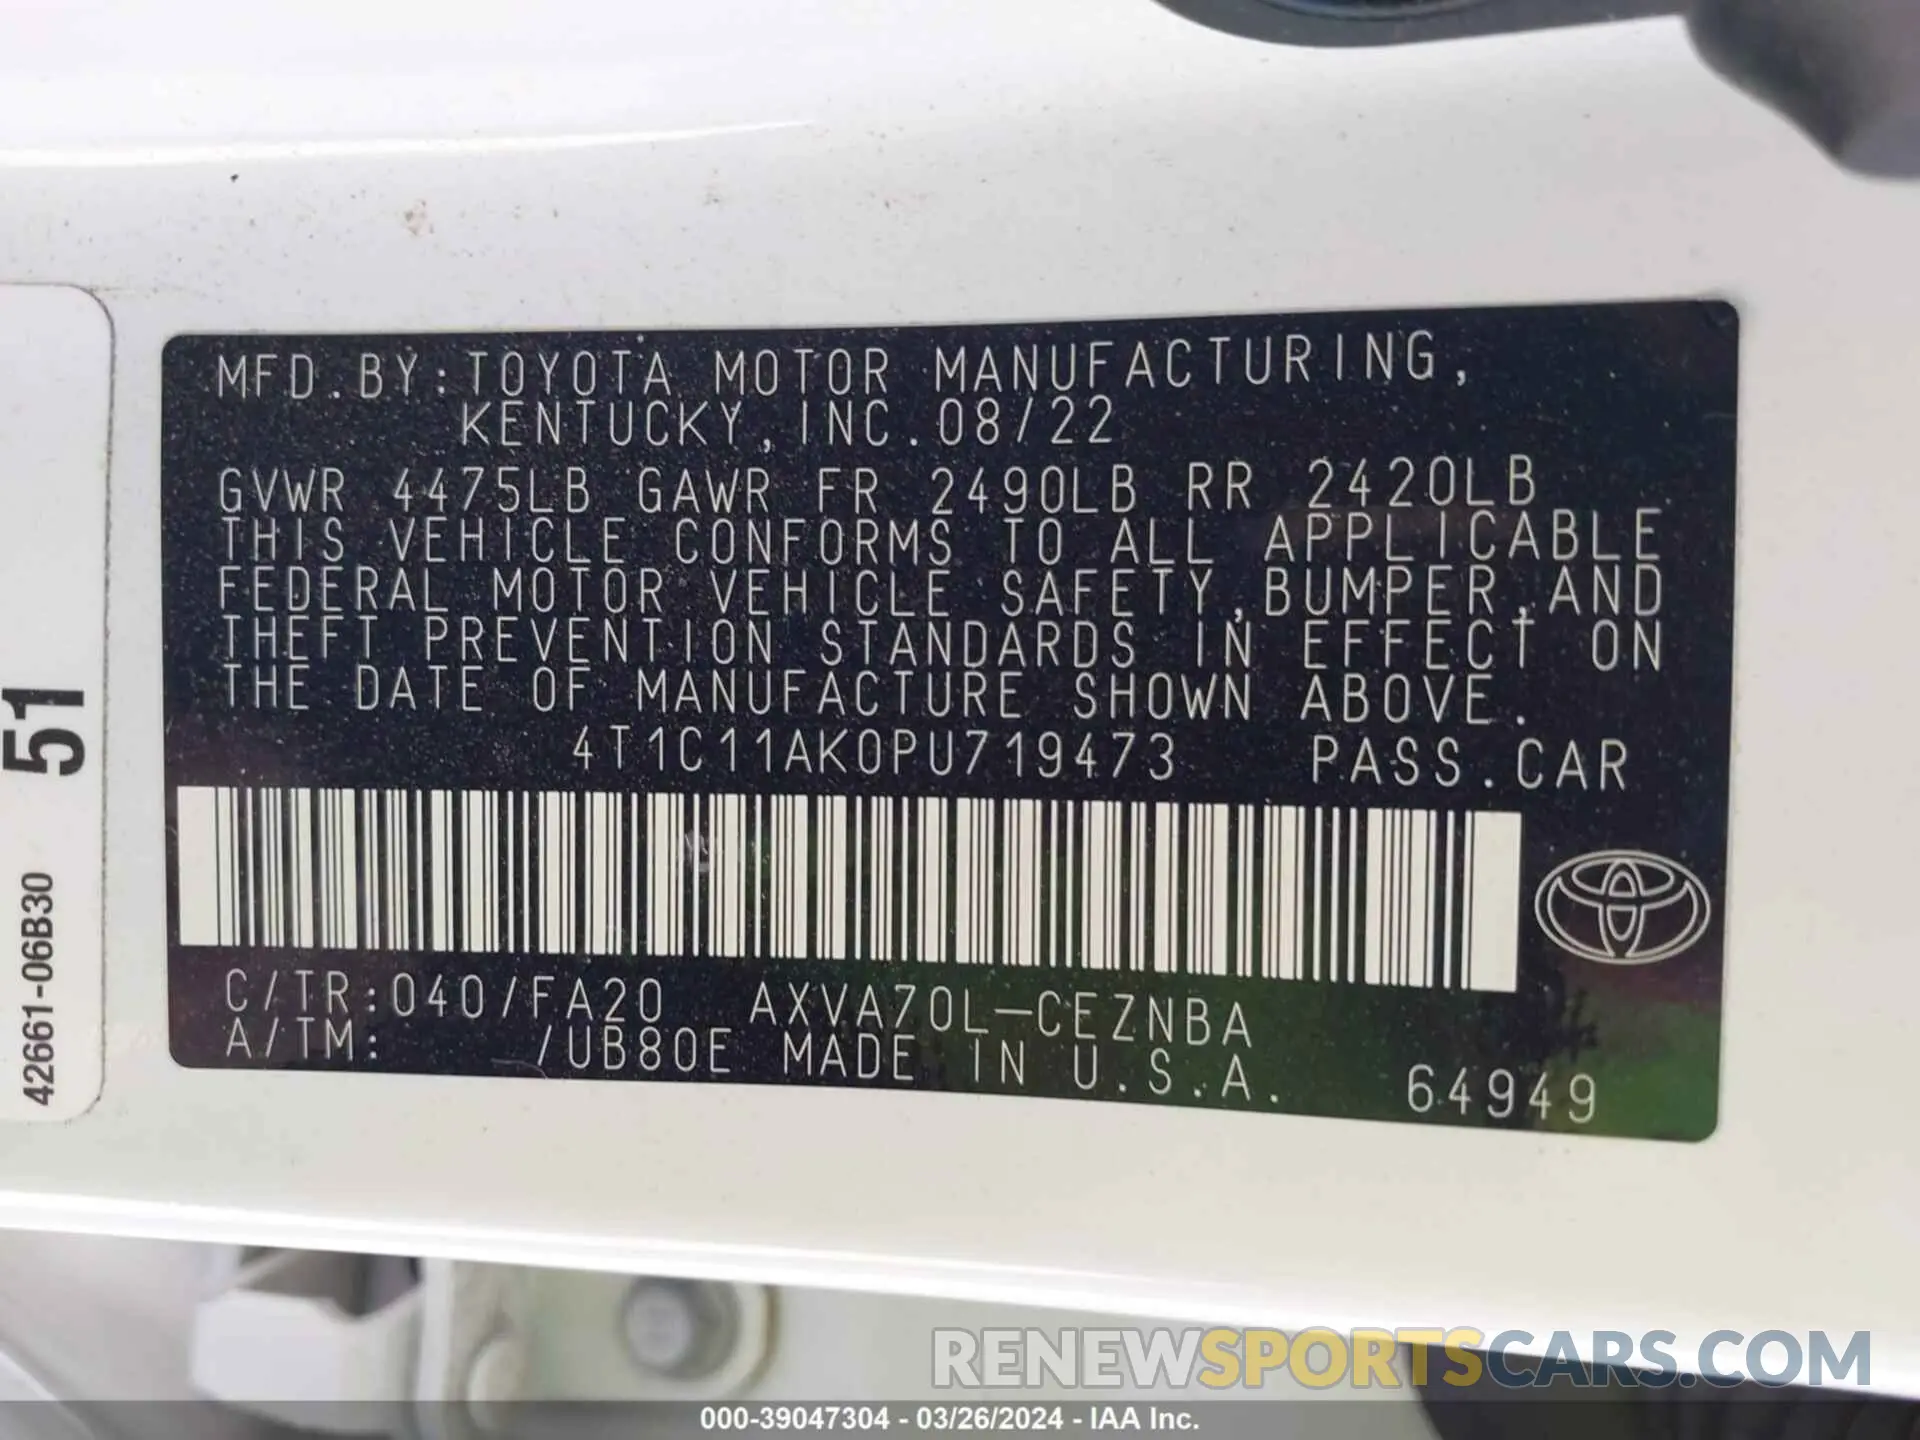 MFD.BY:TOYOTA MOTOR MANUFACTURING,
KENTUCKY,INC.08/22
GVWR 4475LB GAWR FR 2490LB RR 2420LB
THIS VEHICLE CONFORMS TO ALL APPLICABLE
FEDERAL MOTOR VEHICLE SAFETY,BUMPER,AND
THEFT PREVENTION STANDARDS IN EFFECT ON
THE DATE OF MANUFACTURE SHOWN ABOVE.
4T1C11AK0PU719473 PASS.CAR
C/TR:040/FA20 AXVA70L-CEZNBA
A/TM: /UB80E MADE IN U.S.A. 64949
51
42661-06B30
RENEWSPORTSCARS.COM
000-39047304 - 03/26/2024 - IAA Inc.